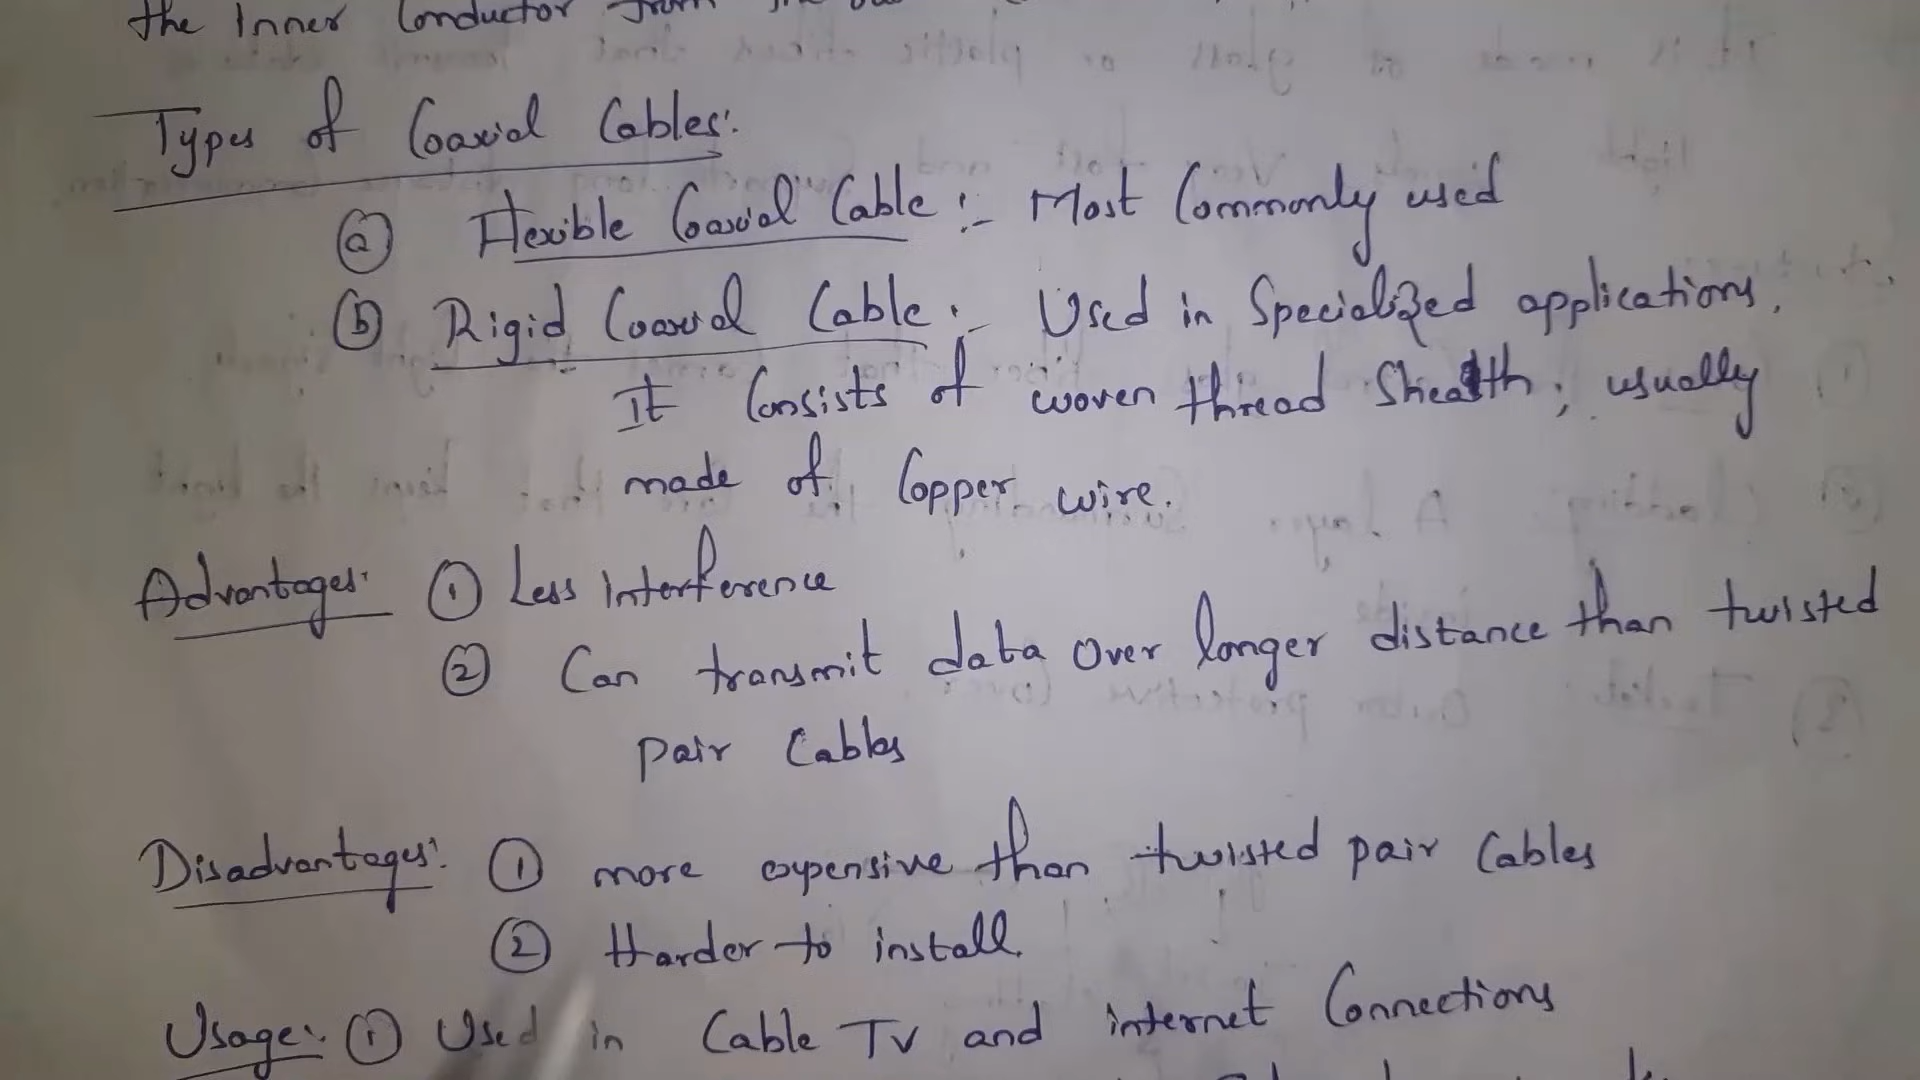 the Inner Conductor from the
Types of Coaxial Cables:
(a) Flexible Coaxial Cable :- Most Commonly used
(b) Rigid Coaxial Cable :- Used in Specialized applications.
It Consists of woven thread Sheath, usually
made of Copper wire.
Advantages: (1) Less Interference
(2) Can transmit data over longer distance than twisted
pair Cables
Disadvantages: (1) more expensive than twisted pair Cables
(2) Harder to install.
Usage: (1) Used in Cable TV and internet Connections